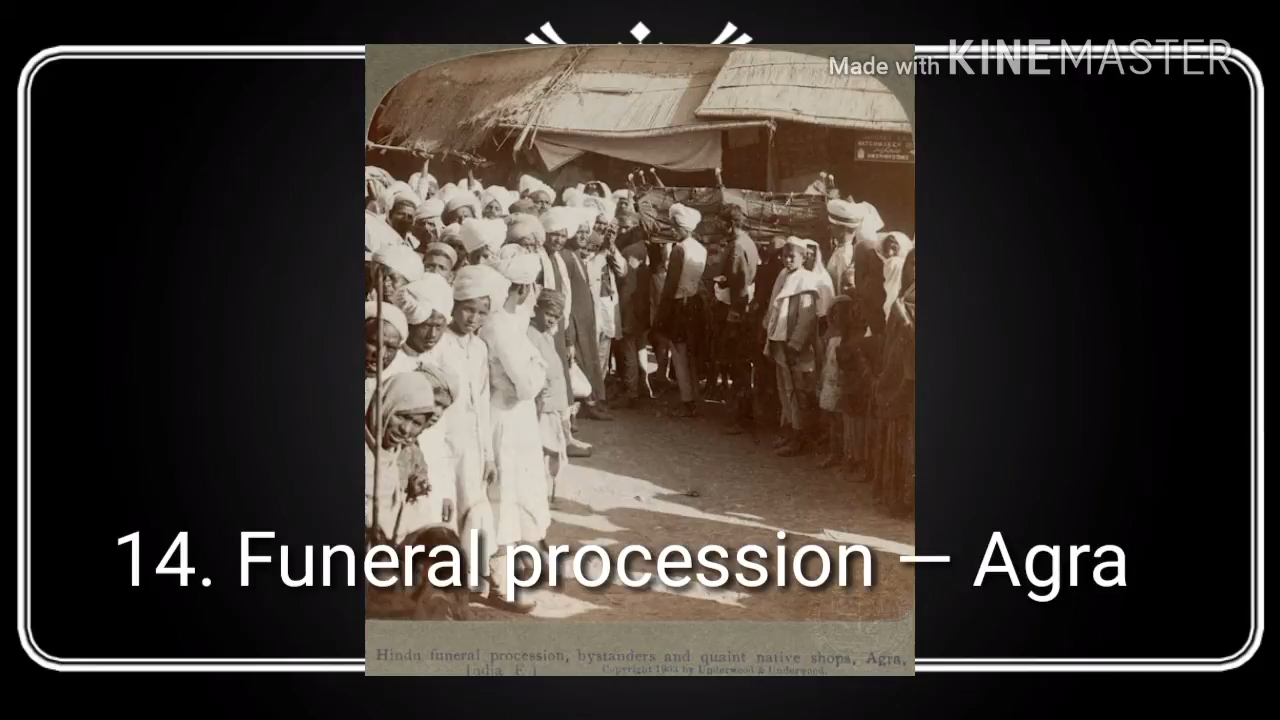 Made with KINEMASTER
14. Funeral procession — Agra
Hindu funeral procession, bystanders and quaint native shops, Agra,
India
Copyright by Underwood & Underwood.